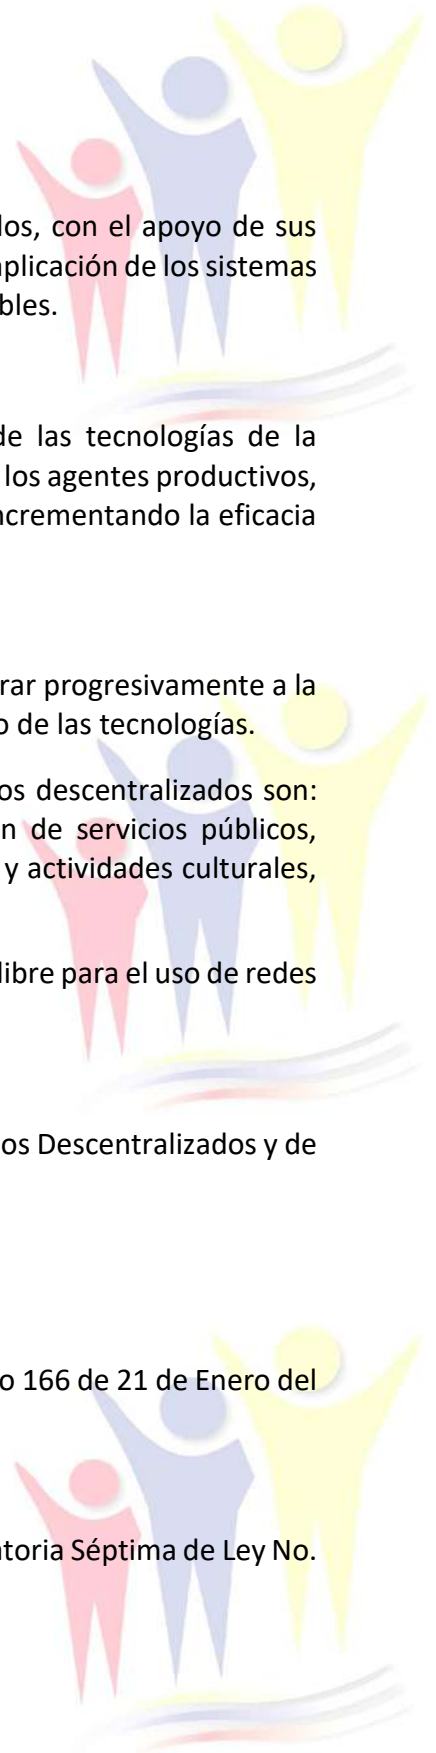 los, con el apoyo de sus
aplicación de los sistemas
bles.
de las tecnologías de la
los agentes productivos,
ncrementando la eficacia
rar progresivamente a la
o de las tecnologías.
os descentralizados son:
n de servicios públicos,
y actividades culturales,
libre para el uso de redes
os Descentralizados y de
o 166 de 21 de Enero del
atoria Séptima de Ley No.